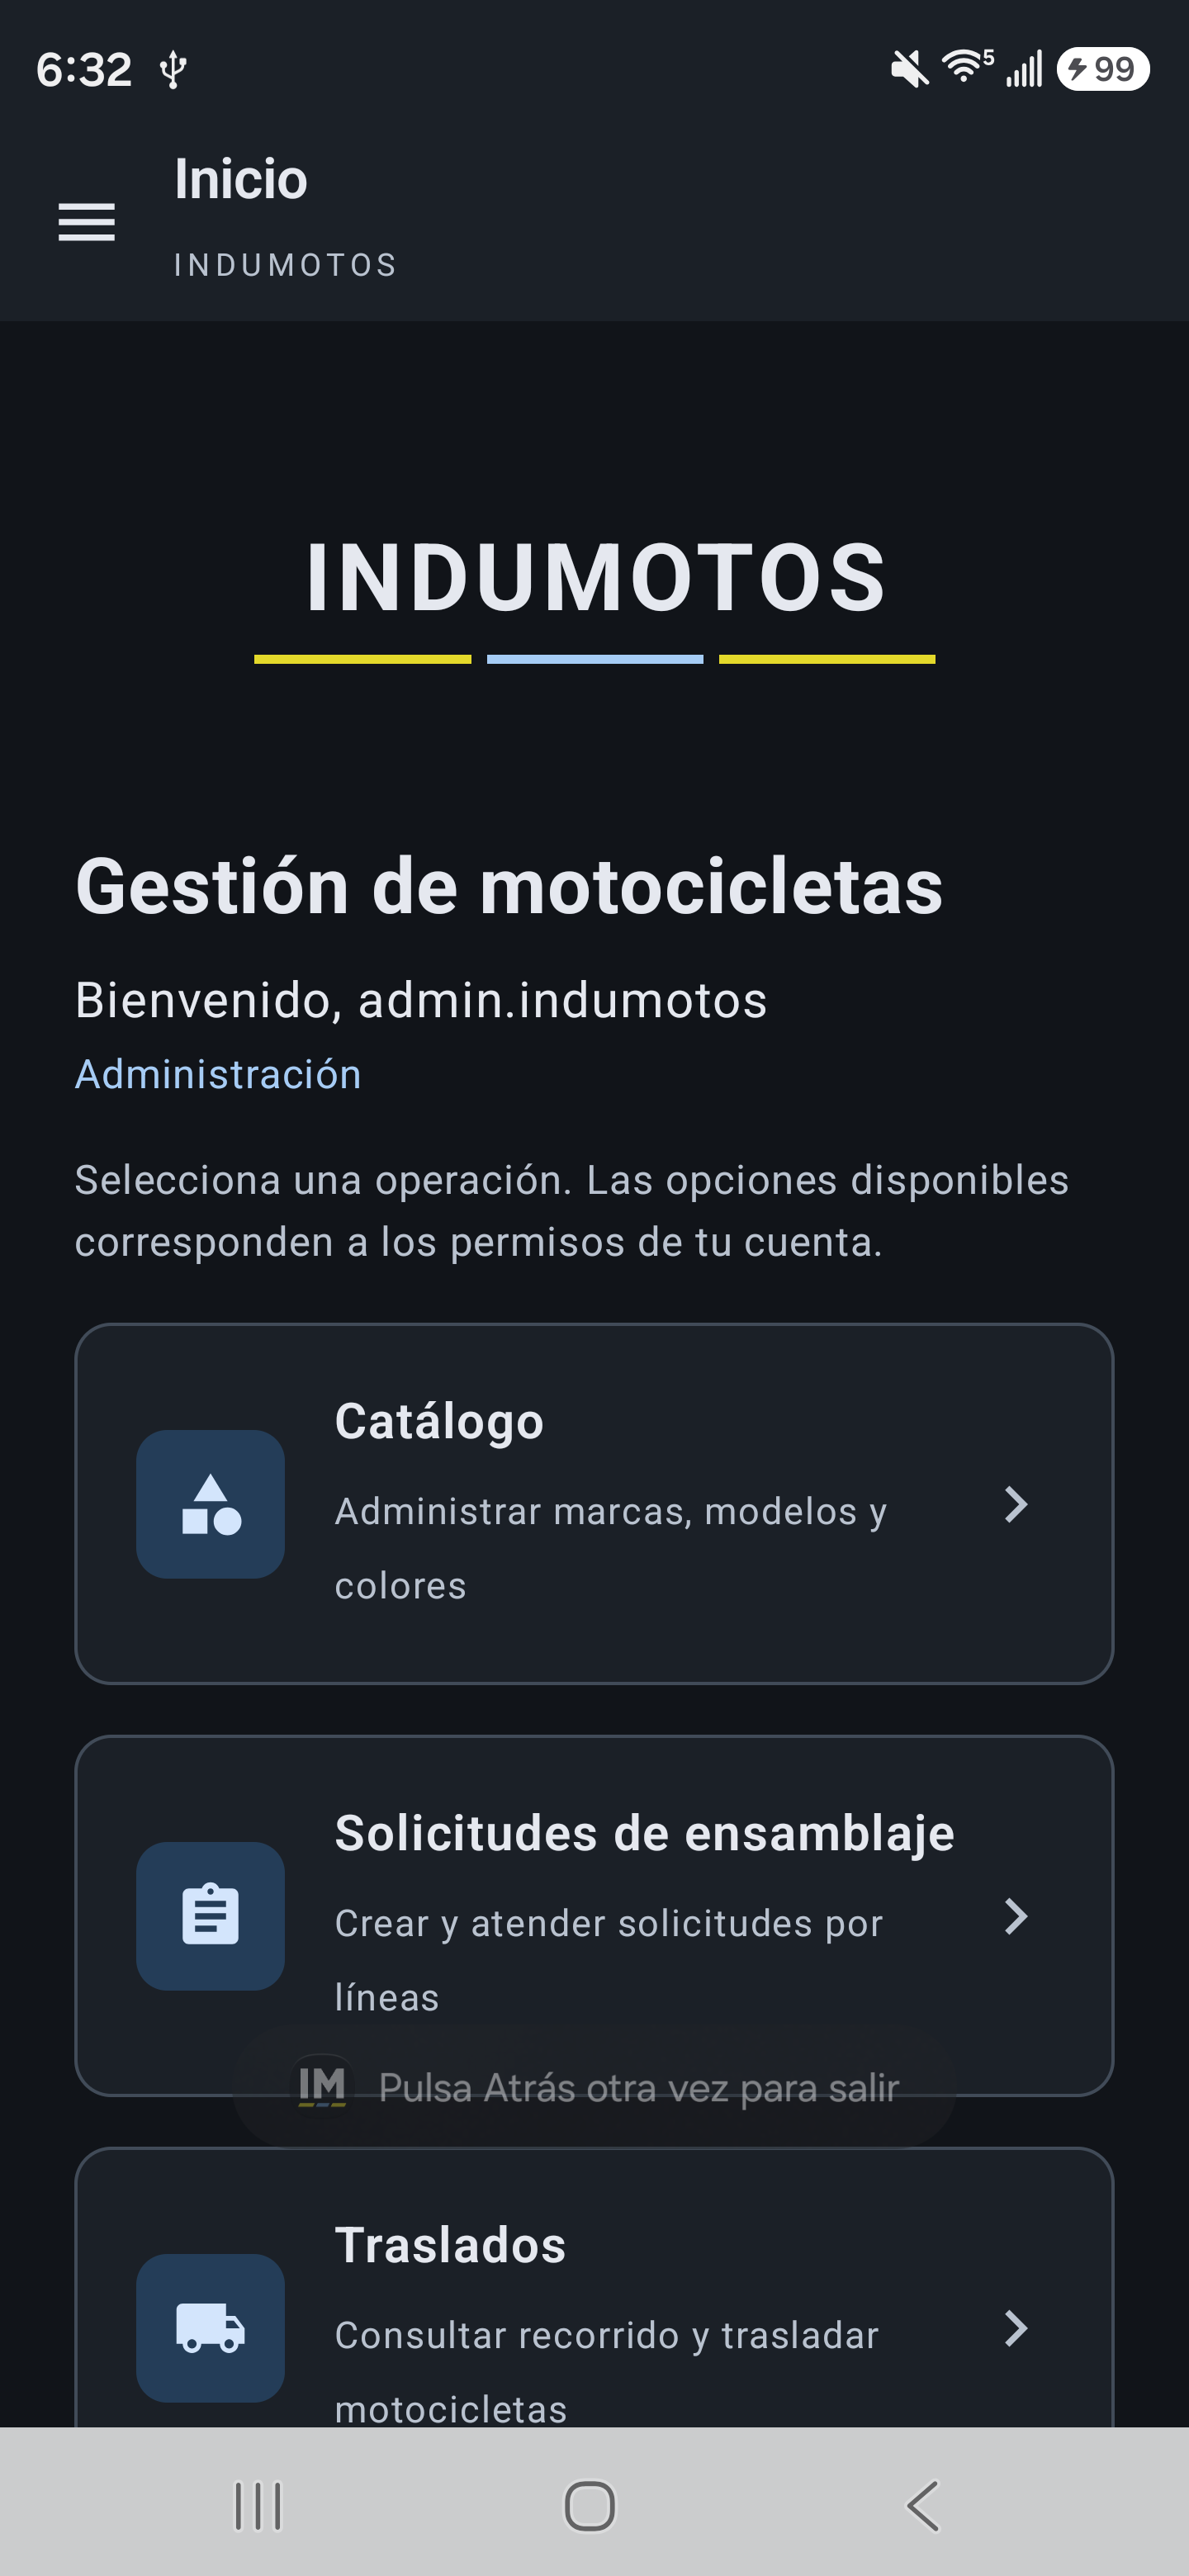 6:32
5
99
Inicio
INDUMOTOS
INDUMOTOS
Gestión de motocicletas
Bienvenido, admin.indumotos
Administración
Selecciona una operación. Las opciones disponibles
corresponden a los permisos de tu cuenta.
Catálogo
Administrar marcas, modelos y
colores
Solicitudes de ensamblaje
Crear y atender solicitudes por
líneas
IM Pulsa Atrás otra vez para salir
Traslados
Consultar recorrido y trasladar
motocicletas